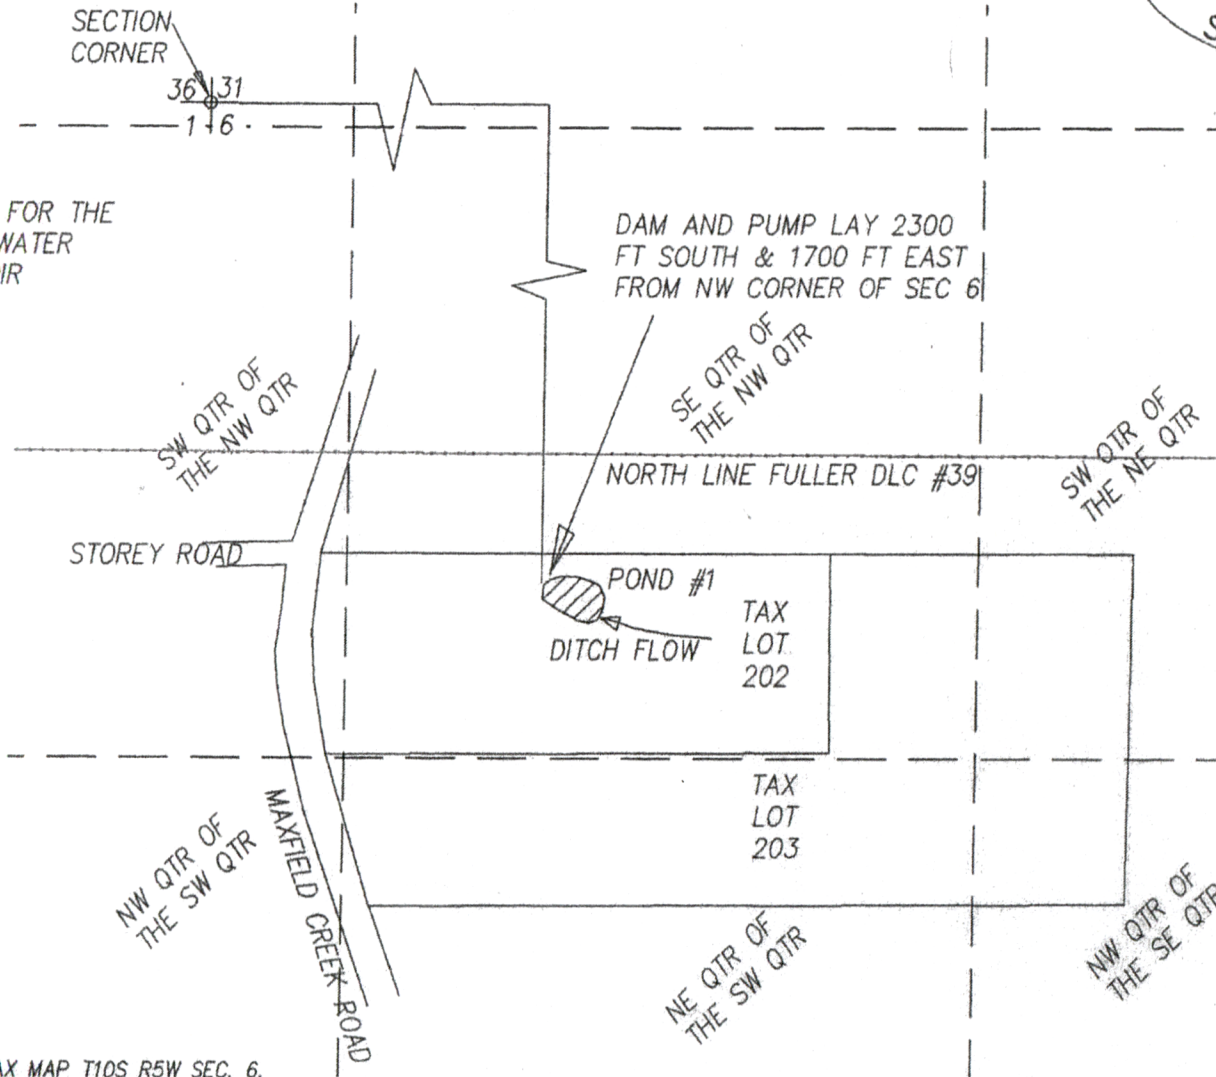 SECTION
CORNER
36 31
1 6
S
FOR THE
WATER
IR
DAM AND PUMP LAY 2300
FT SOUTH & 1700 FT EAST
FROM NW CORNER OF SEC 6
SW QTR OF
THE NW QTR
SE QTR OF
THE NW QTR
SW QTR OF
THE NE QTR
NORTH LINE FULLER DLC #39
STOREY ROAD
POND #1
DITCH FLOW
TAX
LOT
202
TAX
LOT
203
MAXFIELD CREEK ROAD
NW QTR OF
THE SW QTR
NE QTR OF
THE SW QTR
NW QTR OF
THE SE QTR
AX MAP T10S R5W SEC. 6.